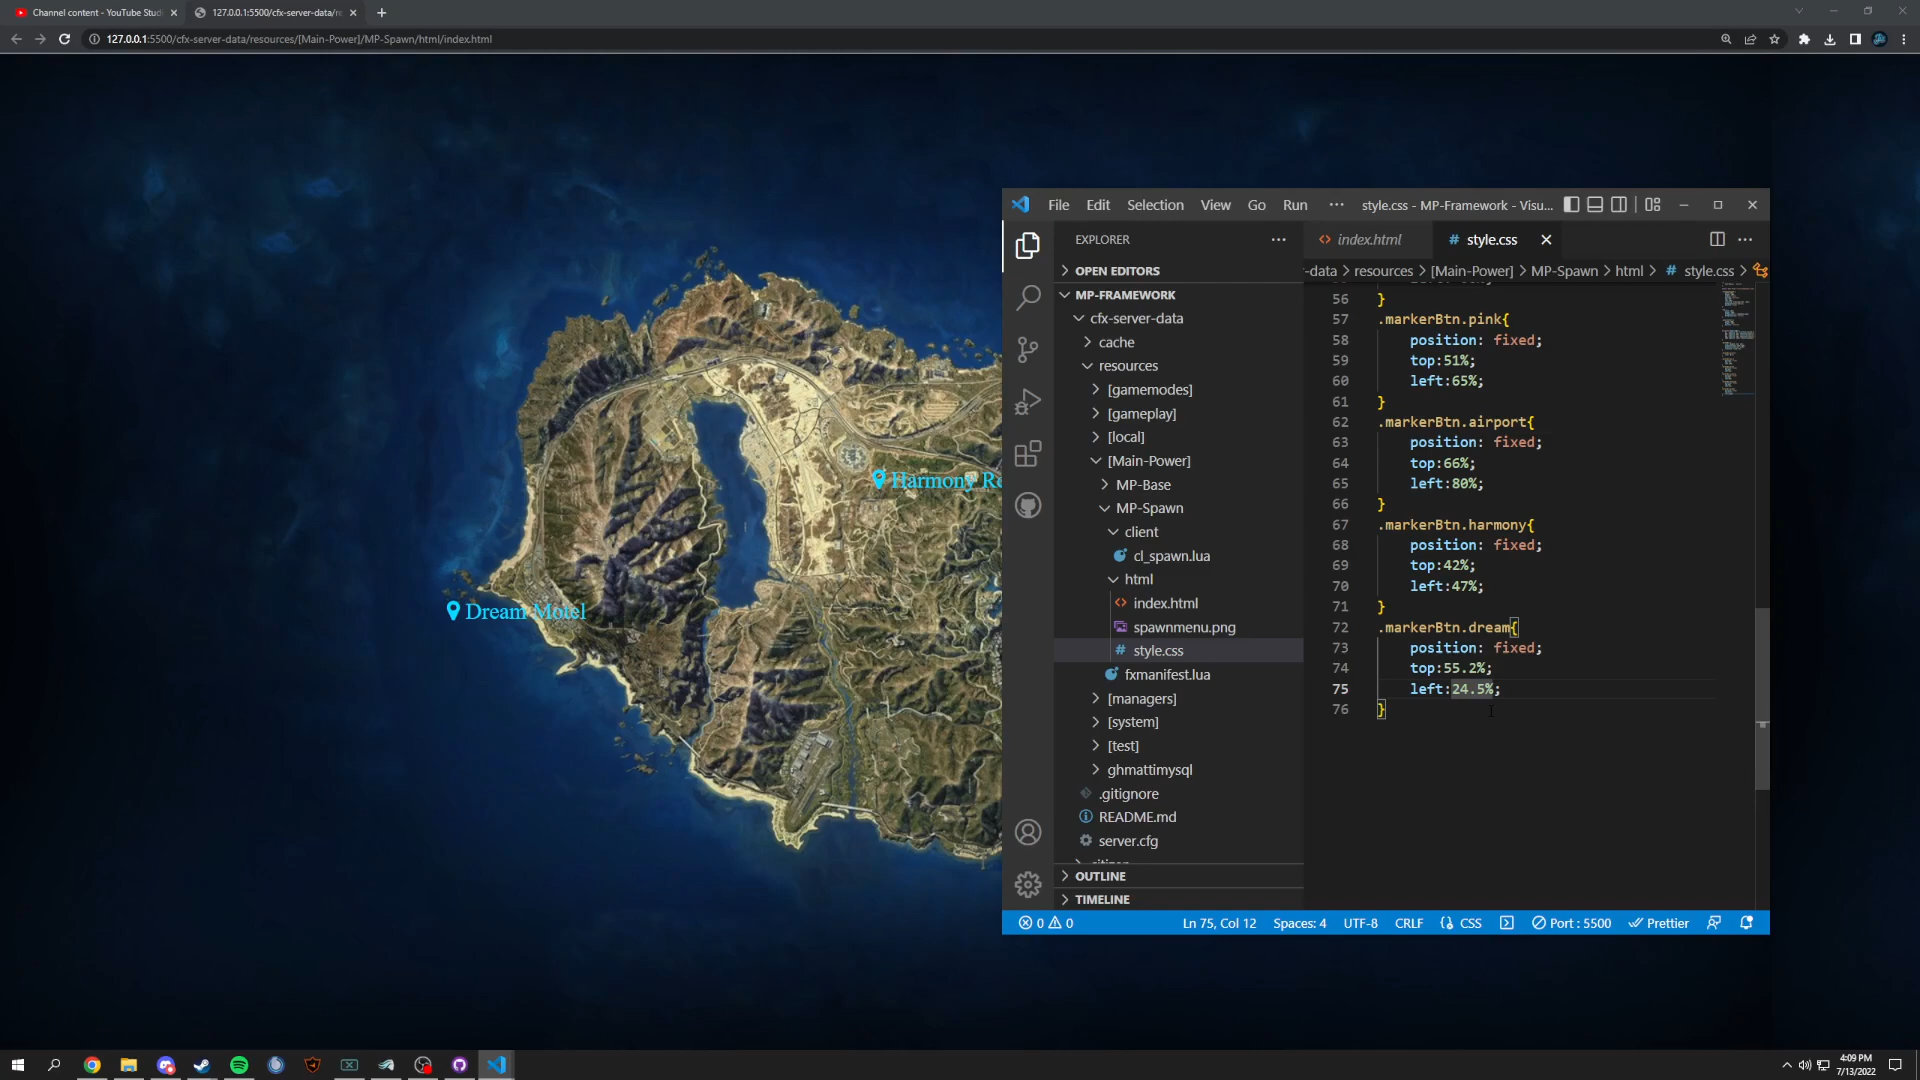 Channel content - YouTube Stud
127.0.0.1:5500/cfx-server-data/re
127.0.0.1:5500/cfx-server-data/resources/[Main-Power]/MP-Spawn/html/index.html
Harmony Re
Dream Motel
File Edit Selection View Go Run ··· style.css - MP-Framework - Visu...
EXPLORER
index.html
# style.css
OPEN EDITORS
-data > resources > [Main-Power] > MP-Spawn > html > # style.css >
MP-FRAMEWORK
cfx-server-data
cache
resources
[gamemodes]
[gameplay]
[local]
[Main-Power]
MP-Base
MP-Spawn
client
cl_spawn.lua
html
index.html
spawnmenu.png
# style.css
fxmanifest.lua
[managers]
[system]
[test]
ghmattimysql
.gitignore
README.md
server.cfg
OUTLINE
TIMELINE
56 }
57 .markerBtn.pink{
58 position: fixed;
59 top:51%;
60 left:65%;
61 }
62 .markerBtn.airport{
63 position: fixed;
64 top:66%;
65 left:80%;
66 }
67 .markerBtn.harmony{
68 position: fixed;
69 top:42%;
70 left:47%;
71 }
72 .markerBtn.dream{
73 position: fixed;
74 top:55.2%;
75 left:24.5%;
76 }
0 0 Ln 75, Col 12 Spaces: 4 UTF-8 CRLF {} CSS Port : 5500 Prettier
4:09 PM
7/13/2022